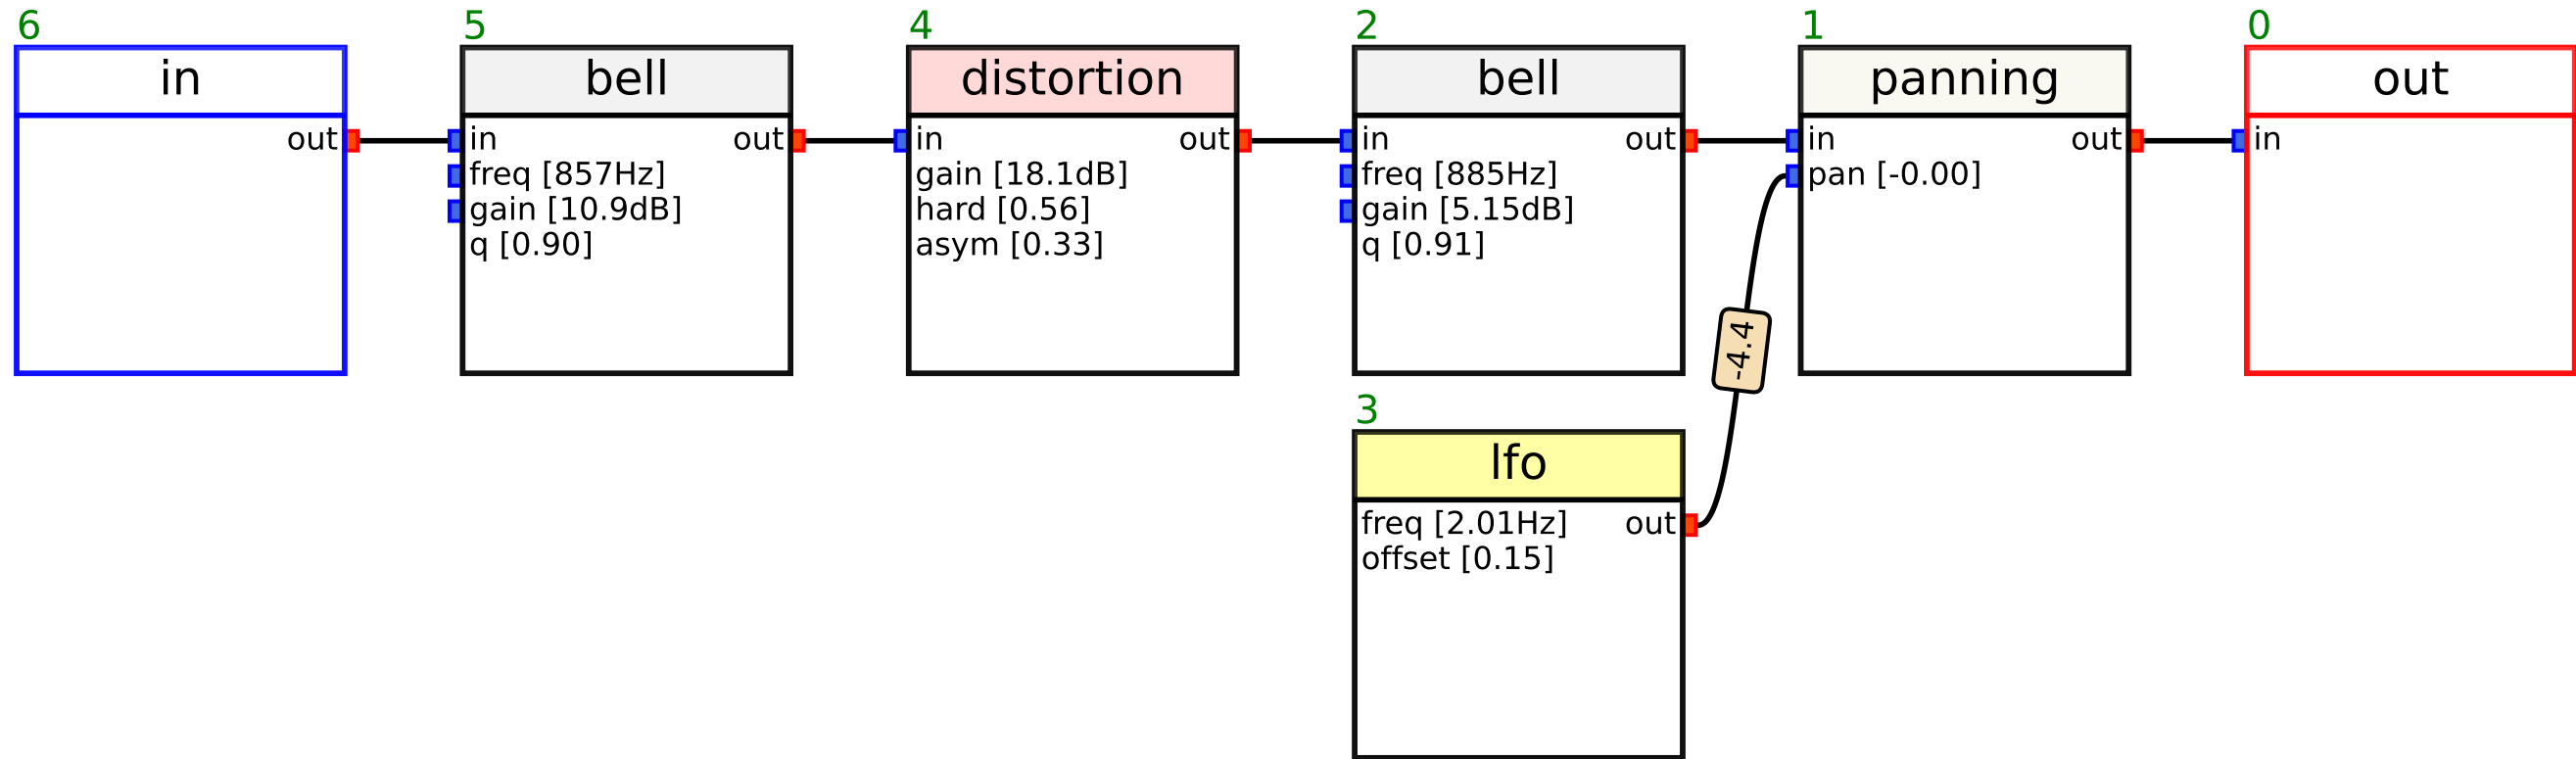 6
in
out
5
bell
in out
freq [857Hz]
gain [10.9dB]
q [0.90]
4
distortion
in out
gain [18.1dB]
hard [0.56]
asym [0.33]
2
bell
in out
freq [885Hz]
gain [5.15dB]
q [0.91]
1
panning
in out
pan [-0.00]
0
out
in
-4.4
3
lfo
freq [2.01Hz] out
offset [0.15]